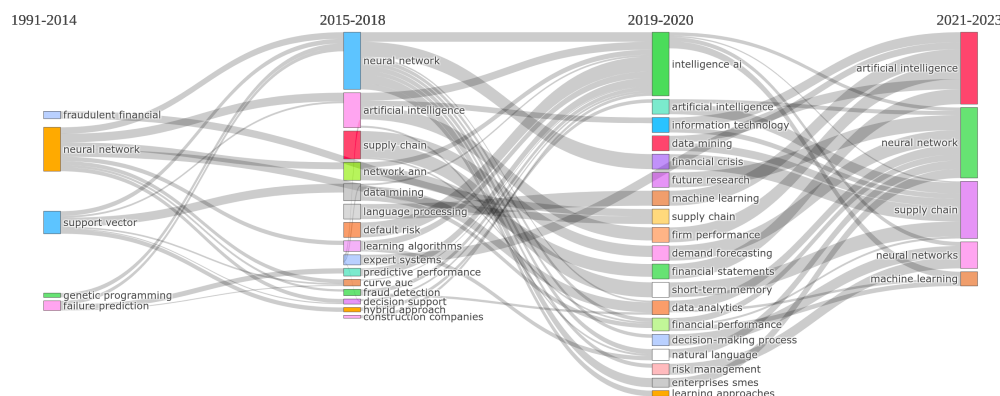 1991-2014
2015-2018
2019-2020
2021-2023
fraudulent financial
neural network
support vector
genetic programming
failure prediction
neural network
artificial intelligence
supply chain
network ann
data mining
language processing
default risk
learning algorithms
expert systems
predictive performance
curve auc
fraud detection
decision support
hybrid approach
construction companies
intelligence ai
artificial intelligence
information technology
data mining
financial crisis
future research
machine learning
supply chain
firm performance
demand forecasting
financial statements
short-term memory
data analytics
financial performance
decision-making process
natural language
risk management
enterprises smes
learning approaches
artificial intelligence
neural network
supply chain
neural networks
machine learning